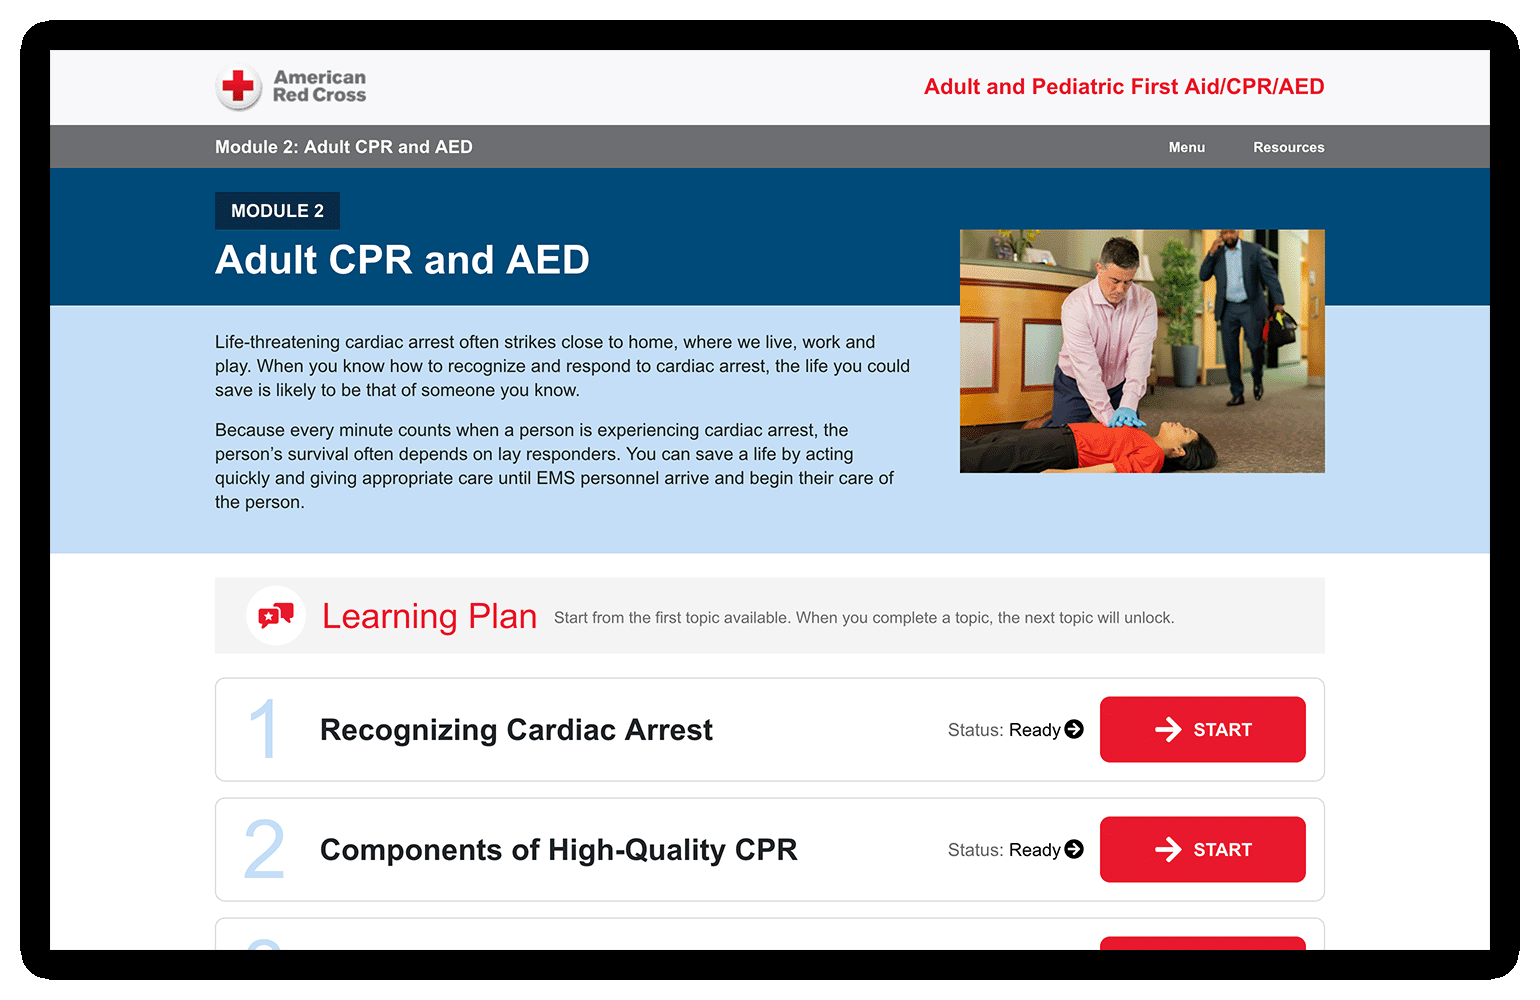 American
Red Cross
Adult and Pediatric First Aid/CPR/AED
Module 2: Adult CPR and AED
Menu
Resources
MODULE 2
Adult CPR and AED
Life-threatening cardiac arrest often strikes close to home, where we live, work and
play. When you know how to recognize and respond to cardiac arrest, the life you could
save is likely to be that of someone you know.
Because every minute counts when a person is experiencing cardiac arrest, the
person’s survival often depends on lay responders. You can save a life by acting
quickly and giving appropriate care until EMS personnel arrive and begin their care of
the person.
Learning Plan
Start from the first topic available. When you complete a topic, the next topic will unlock.
1
Recognizing Cardiac Arrest
Status: Ready
START
2
Components of High-Quality CPR
Status: Ready
START